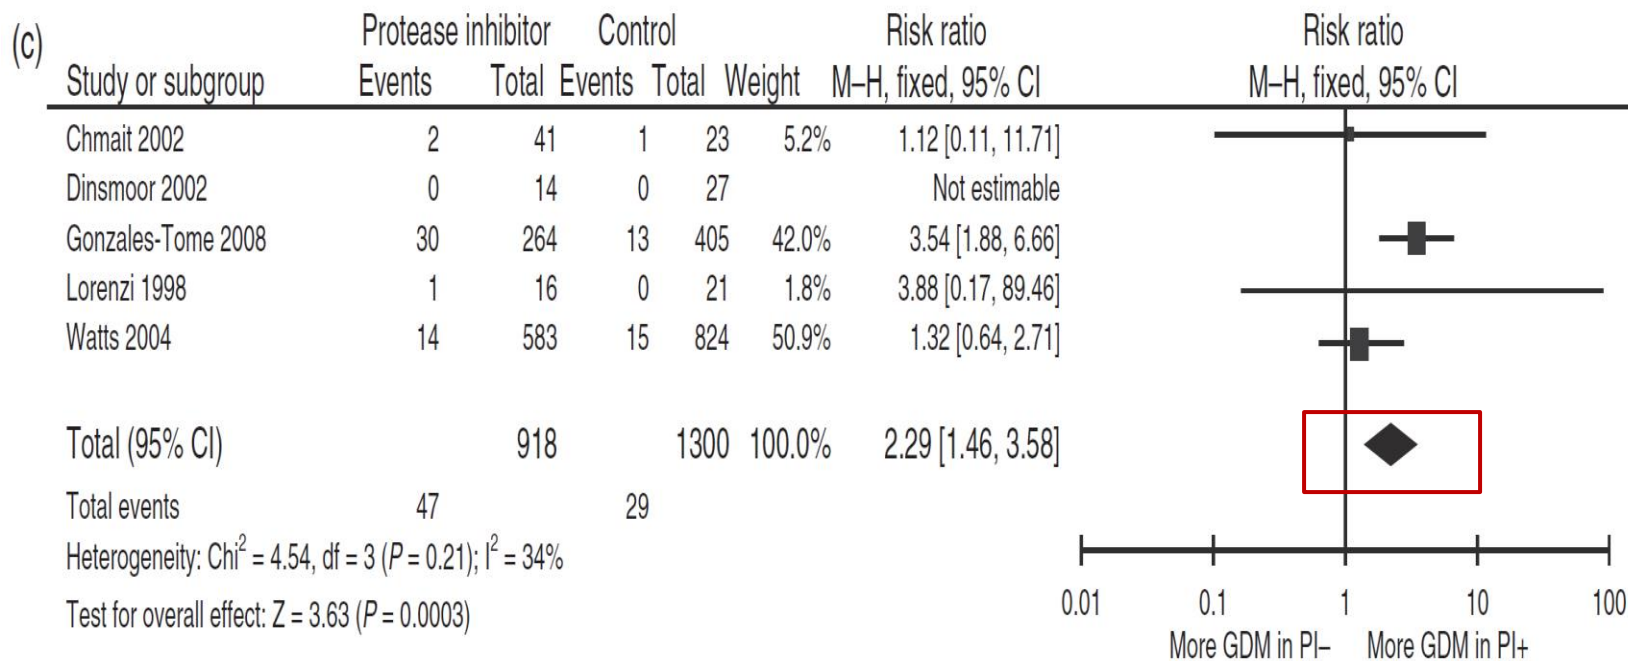 (c)
Protease inhibitor Control Risk ratio Risk ratio
Study or subgroup Events Total Events Total Weight M–H, fixed, 95% CI M–H, fixed, 95% CI
Chmait 2002 2 41 1 23 5.2% 1.12 [0.11, 11.71]
Dinsmoor 2002 0 14 0 27 Not estimable
Gonzales-Tome 2008 30 264 13 405 42.0% 3.54 [1.88, 6.66]
Lorenzi 1998 1 16 0 21 1.8% 3.88 [0.17, 89.46]
Watts 2004 14 583 15 824 50.9% 1.32 [0.64, 2.71]
Total (95% CI) 918 1300 100.0% 2.29 [1.46, 3.58]
Total events 47 29
Heterogeneity: Chi² = 4.54, df = 3 (P = 0.21); I² = 34%
Test for overall effect: Z = 3.63 (P = 0.0003)
0.01 0.1 1 10 100
More GDM in PI– More GDM in PI+